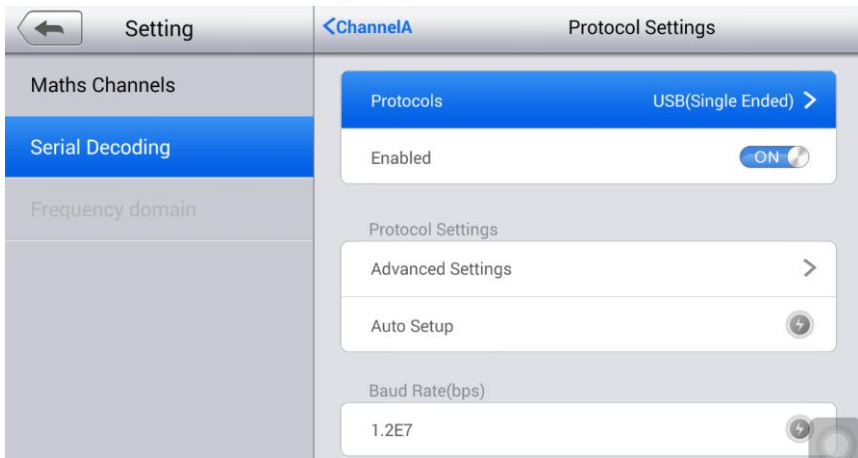 Setting
Maths Channels
Serial Decoding
Frequency domain
ChannelA Protocol Settings
Protocols USB(Single Ended)
Enabled ON
Protocol Settings
Advanced Settings
Auto Setup
Baud Rate(bps)
1.2E7